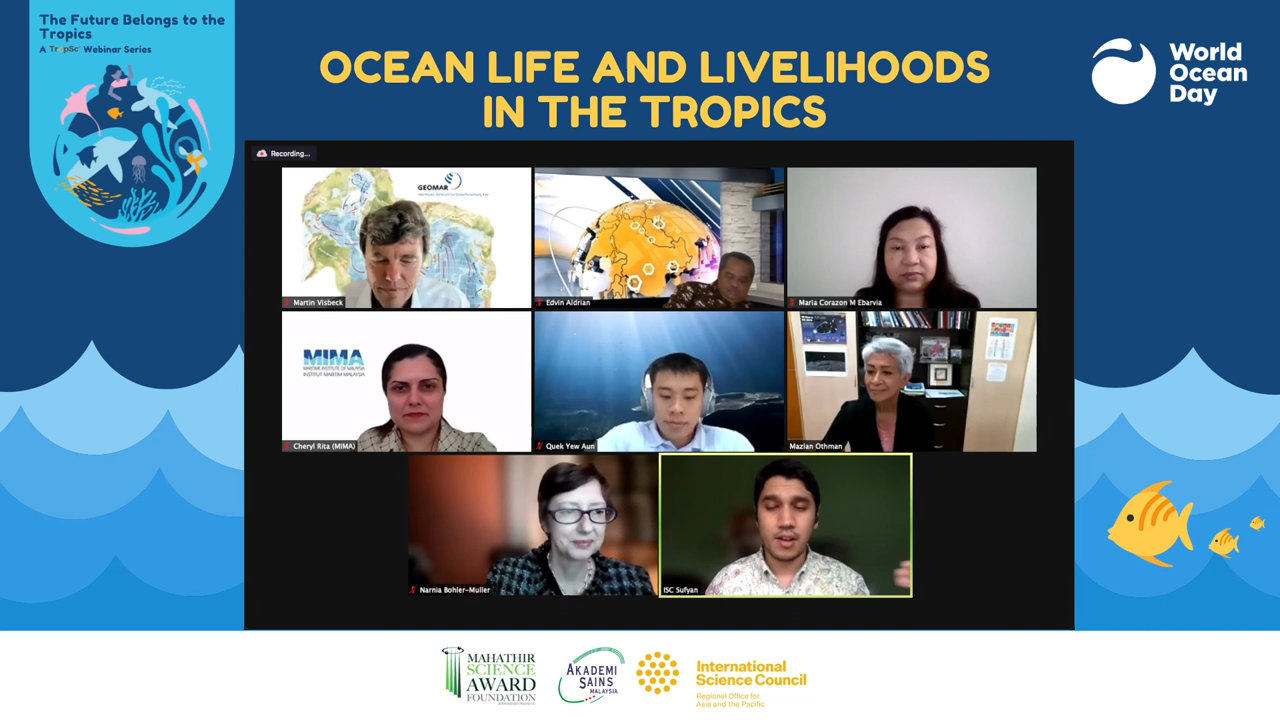 The Future Belongs to the
Tropics
A TropSc Webinar Series
OCEAN LIFE AND LIVELIHOODS
IN THE TROPICS
World
Ocean
Day
Recording...
GEOMAR
Martin Visbeck
Edvin Aldrian
Maria Corazon M Ebarvia
MIMA
MARITIME INSTITUTE OF MALAYSIA
INSTITUT MARITIM MALAYSIA
Cheryl Rita (MIMA)
Quek Yew Aun
Mazlan Othman
Narnia Bohler-Muller
ISC Sufyan
MAHATHIR
SCIENCE
AWARD
FOUNDATION
AKADEMI
SAINS
MALAYSIA
International
Science Council
Regional Office for
Asia and the Pacific